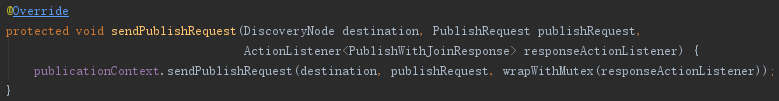 @Override
protected void sendPublishRequest(DiscoveryNode destination, PublishRequest publishRequest,
ActionListener<PublishWithJoinResponse> responseActionListener) {
publicationContext.sendPublishRequest(destination, publishRequest, wrapWithMutex(responseActionListener));
}